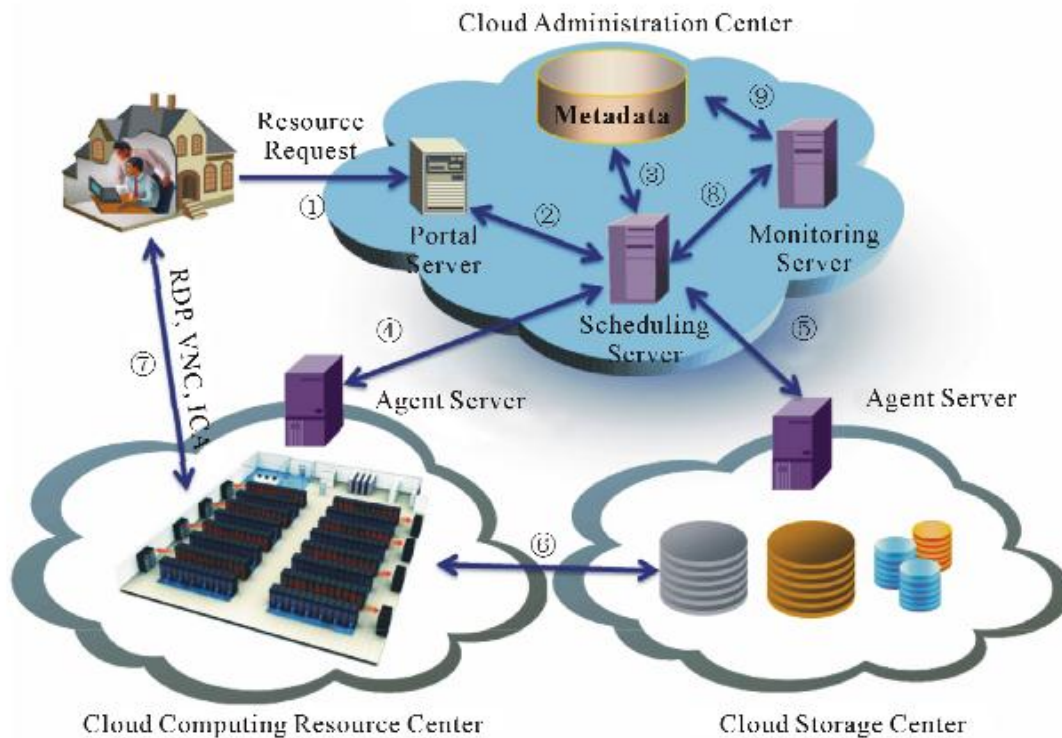 Cloud Administration Center
Metadata
⑨
Resource
Request
①
③
⑧
②
Portal
Server
Monitoring
Server
④
Scheduling
Server
⑤
RDP, VNC, ICA
⑦
Agent Server
Agent Server
⑥
Cloud Computing Resource Center
Cloud Storage Center